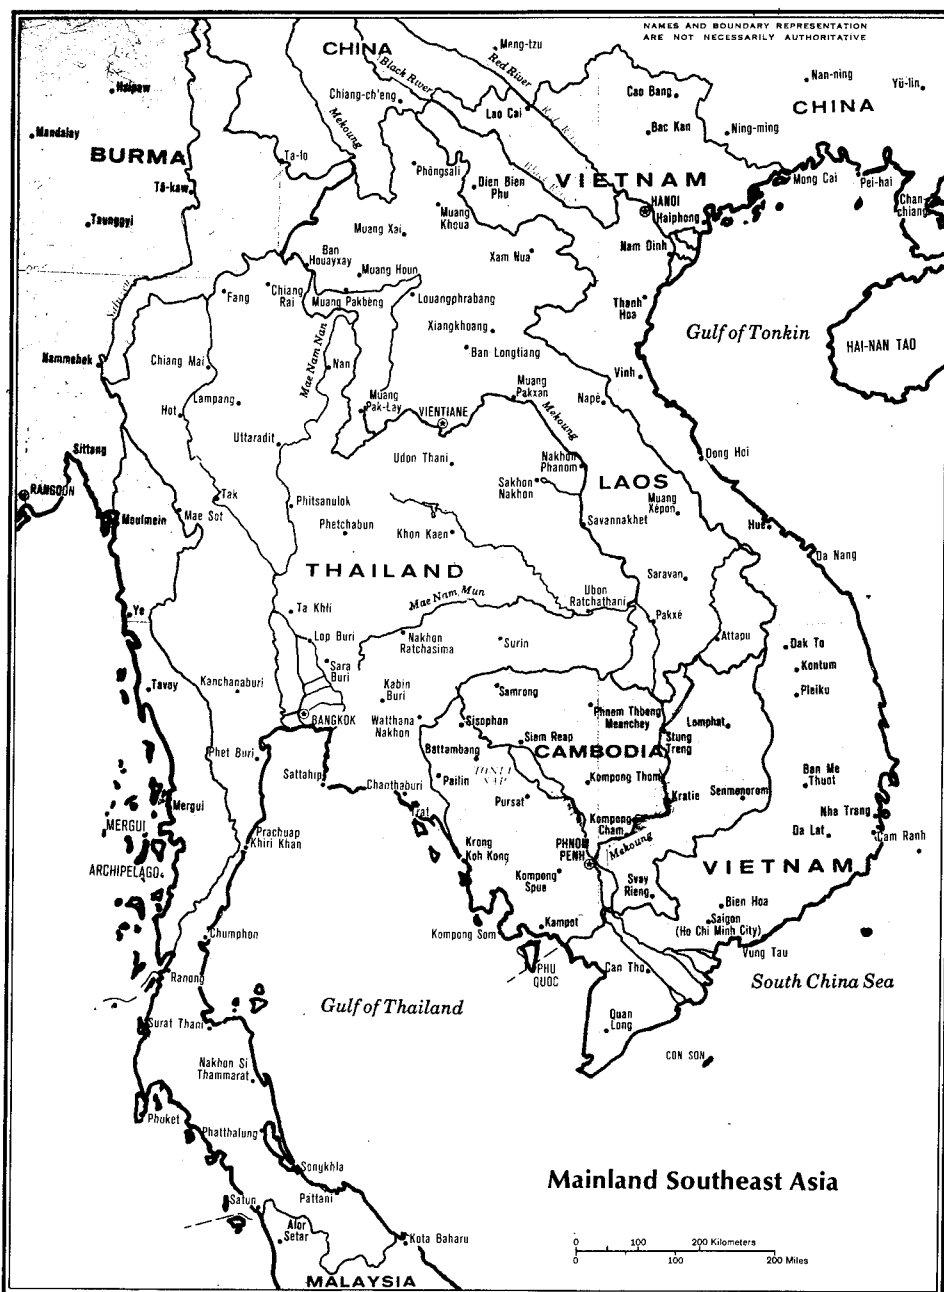 NAMES AND BOUNDARY REPRESENTATION
ARE NOT NECESSARILY AUTHORITATIVE
CHINA
Meng-tzu
Red River
Black River
Nan-ning
Yü-lin
Hsipaw
Chiang-ch'eng
Cao Bang
CHINA
Lao Cai
Mekoung
Mandalay
Bac Kan
Ning-ming
BURMA
Ta-lo
Phôngsali
Mong Cai
Pei-hai
Dien Bien
Phu
VIETNAM
Tā-kaw
HANOI
Haiphong
Chan-
chiang
Taunggyi
Muang
Khoua
Muang Xai
Nam Dinh
Ban
Houayxay
Xam Nua
Muang Houn
Fang
Chiang
Rai
Muang Pakbèng
Louangphrabang
Thanh
Hoa
Xiangkhoang
Gulf of Tonkin
HAI-NAN TAO
Ban Longtiang
Nammehek
Chiang Mai
Mae Nam Nan
Nan
Vinh
Muang
Pakxan
Lampang
Hot
Muang
Pak-Lay
VIENTIANE
Napè
Mekoung
Uttaradit
Sittang
Udon Thani
Nakhon
Phanom
Dong Hoi
RANGOON
Sakhon
Nakhon
LAOS
Tak
Phitsanulok
Muang
Xépon
Moulmein
Mae Sot
Phetchabun
Khon Kaen
Savannakhet
Hue
Da Nang
THAILAND
Saravan
Mae Nam, Mun
Ubon
Ratchathani
Ye
Ta Khli
Pakxé
Lop Buri
Nakhon
Ratchasima
Surin
Attapu
Dak To
Kontum
Sara
Buri
Kanchanaburi
Kabin
Buri
Samrong
Tavoy
Pleiku
BANGKOK
Watthana
Nakhon
Sisophon
Phnom Thbeng
Meanchey
Lomphat
Siem Reap
Stung
Treng
Phet Buri
Battambang
CAMBODIA
Pailin
Kompong Thom
Ban Me
Thuot
Sattahip
Chanthaburi
Pursat
Kratie
Senmonorom
Mergui
Trat
Nha Trang
MERGUI
Kompong
Cham
Da Lat
Cam Ranh
Prachuap
Khiri Khan
Krong
Koh Kong
PHNOM
PENH
Mekoung
ARCHIPELAGO
Kompong
Spue
Svay
Rieng
VIETNAM
Bien Hoa
Chumphon
Kompong Som
Kampot
Saigon
(Ho Chi Minh City)
Vung Tau
Ranong
PHU
QUOC
Can Tho
South China Sea
Gulf of Thailand
Surat Thani
Quan
Long
CON SON
Nakhon Si
Thammarat
Phuket
Phatthalung
Songkhla
Pattani
Mainland Southeast Asia
Satun
Alor
Setar
Kota Baharu
0 100 200 Kilometers
0 100 200 Miles
MALAYSIA